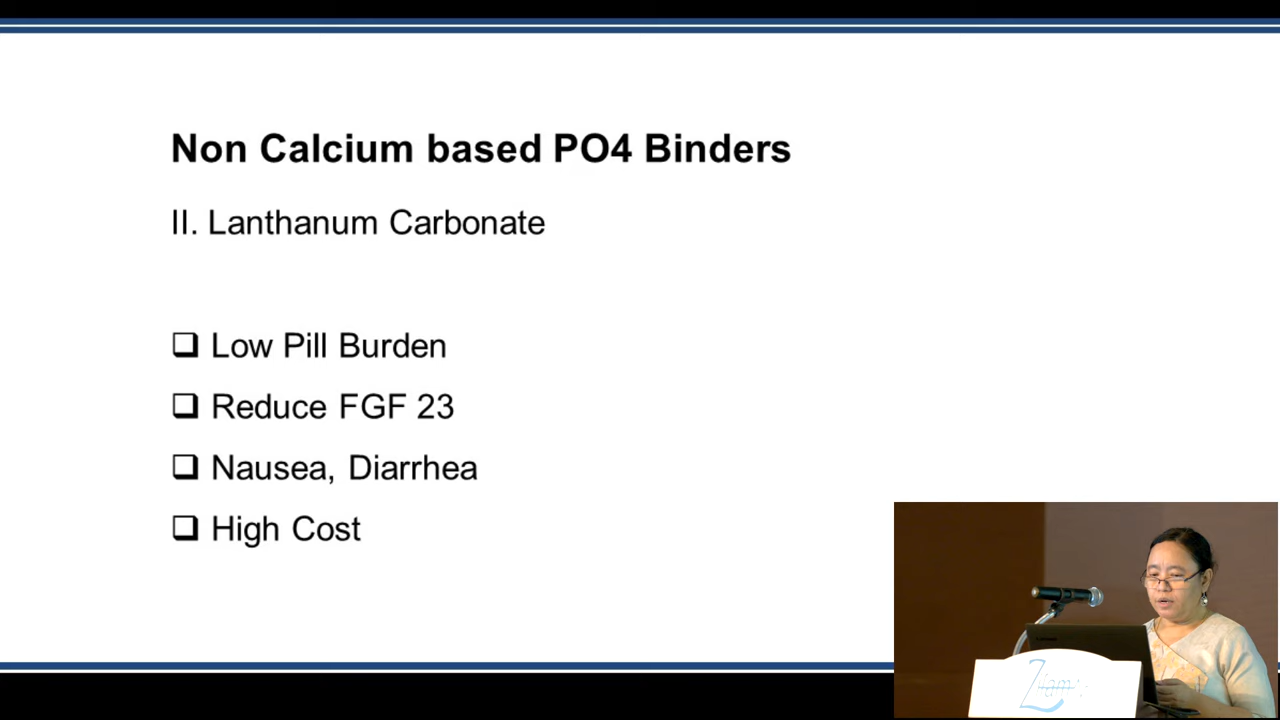 Non Calcium based PO4 Binders
II. Lanthanum Carbonate
❑ Low Pill Burden
❑ Reduce FGF 23
❑ Nausea, Diarrhea
❑ High Cost